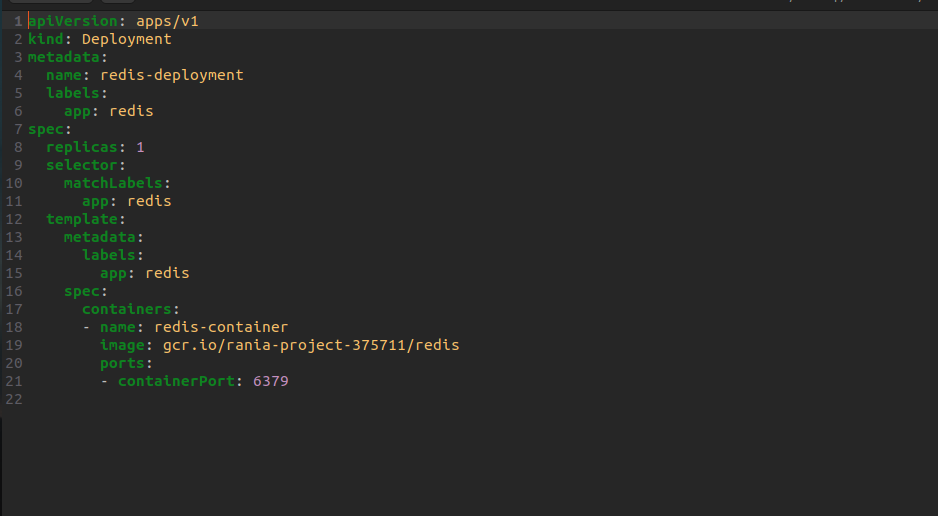 1 apiVersion: apps/v1
2 kind: Deployment
3 metadata:
4   name: redis-deployment
5   labels:
6     app: redis
7 spec:
8   replicas: 1
9   selector:
10     matchLabels:
11       app: redis
12   template:
13     metadata:
14       labels:
15         app: redis
16     spec:
17       containers:
18       - name: redis-container
19         image: gcr.io/rania-project-375711/redis
20         ports:
21         - containerPort: 6379
22